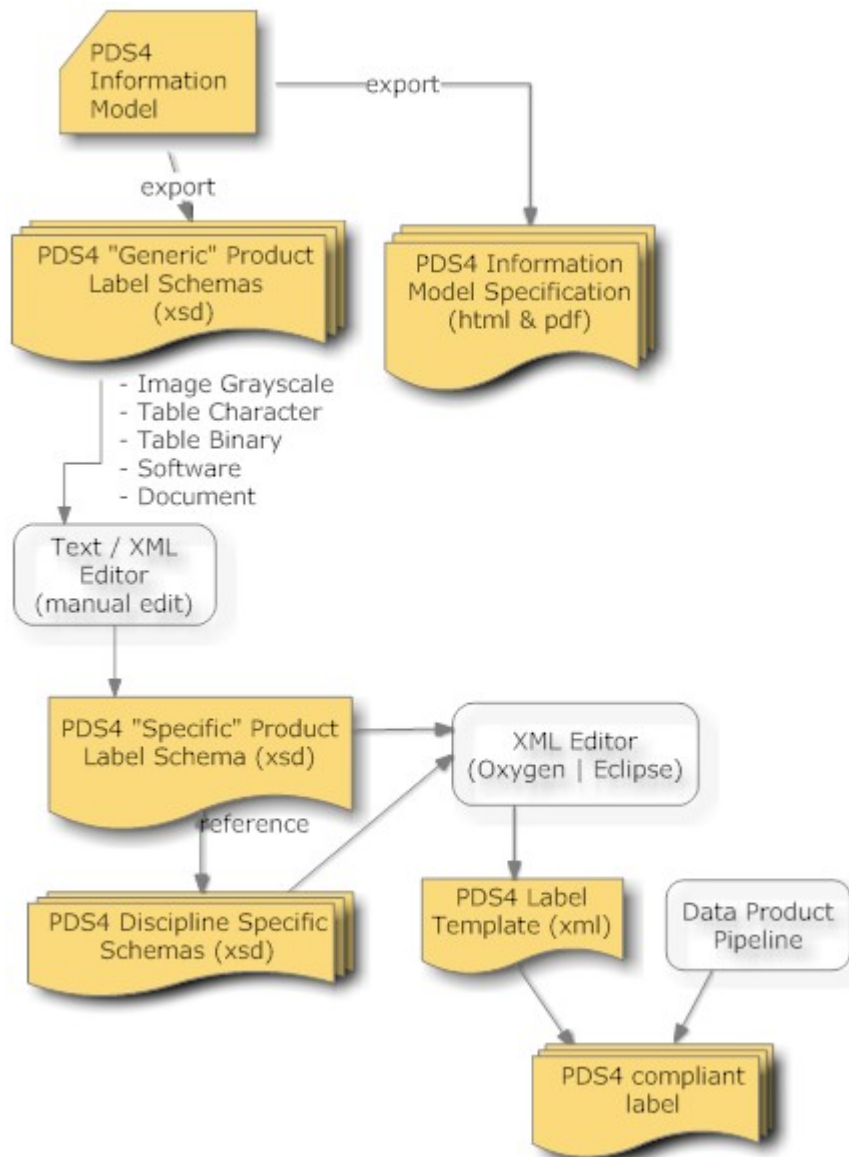 PDS4
Information
Model
export
export
PDS4 "Generic" Product
Label Schemas
(xsd)
PDS4 Information
Model Specification
(html & pdf)
- Image Grayscale
- Table Character
- Table Binary
- Software
- Document
Text / XML
Editor
(manual edit)
PDS4 "Specific" Product
Label Schema (xsd)
XML Editor
(Oxygen | Eclipse)
reference
PDS4 Discipline Specific
Schemas (xsd)
PDS4 Label
Template (xml)
Data Product
Pipeline
PDS4 compliant
label